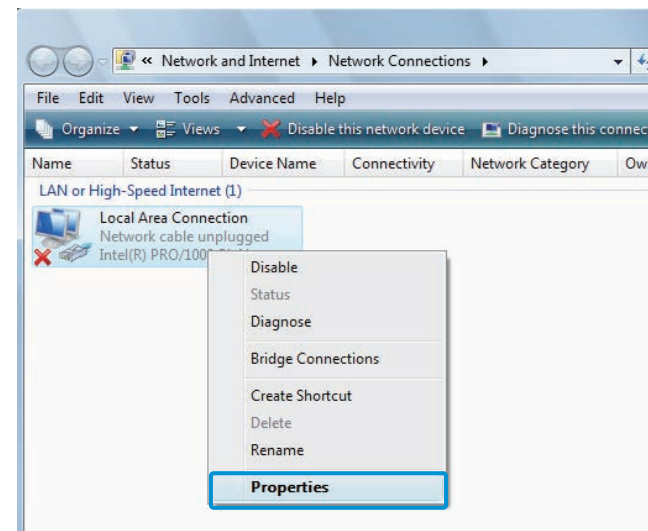 « Network and Internet ▸ Network Connections ▸
File Edit View Tools Advanced Help
Organize Views Disable this network device Diagnose this connec
Name Status Device Name Connectivity Network Category Ow
LAN or High-Speed Internet (1)
Local Area Connection
Network cable unplugged
Intel(R) PRO/100
Disable
Status
Diagnose
Bridge Connections
Create Shortcut
Delete
Rename
Properties